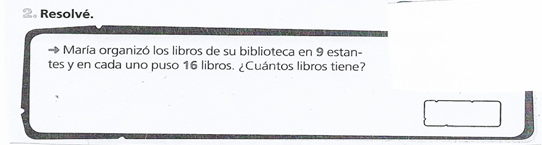 2. Resolvé.
→ María organizó los libros de su biblioteca en 9 estan-
tes y en cada uno puso 16 libros. ¿Cuántos libros tiene?